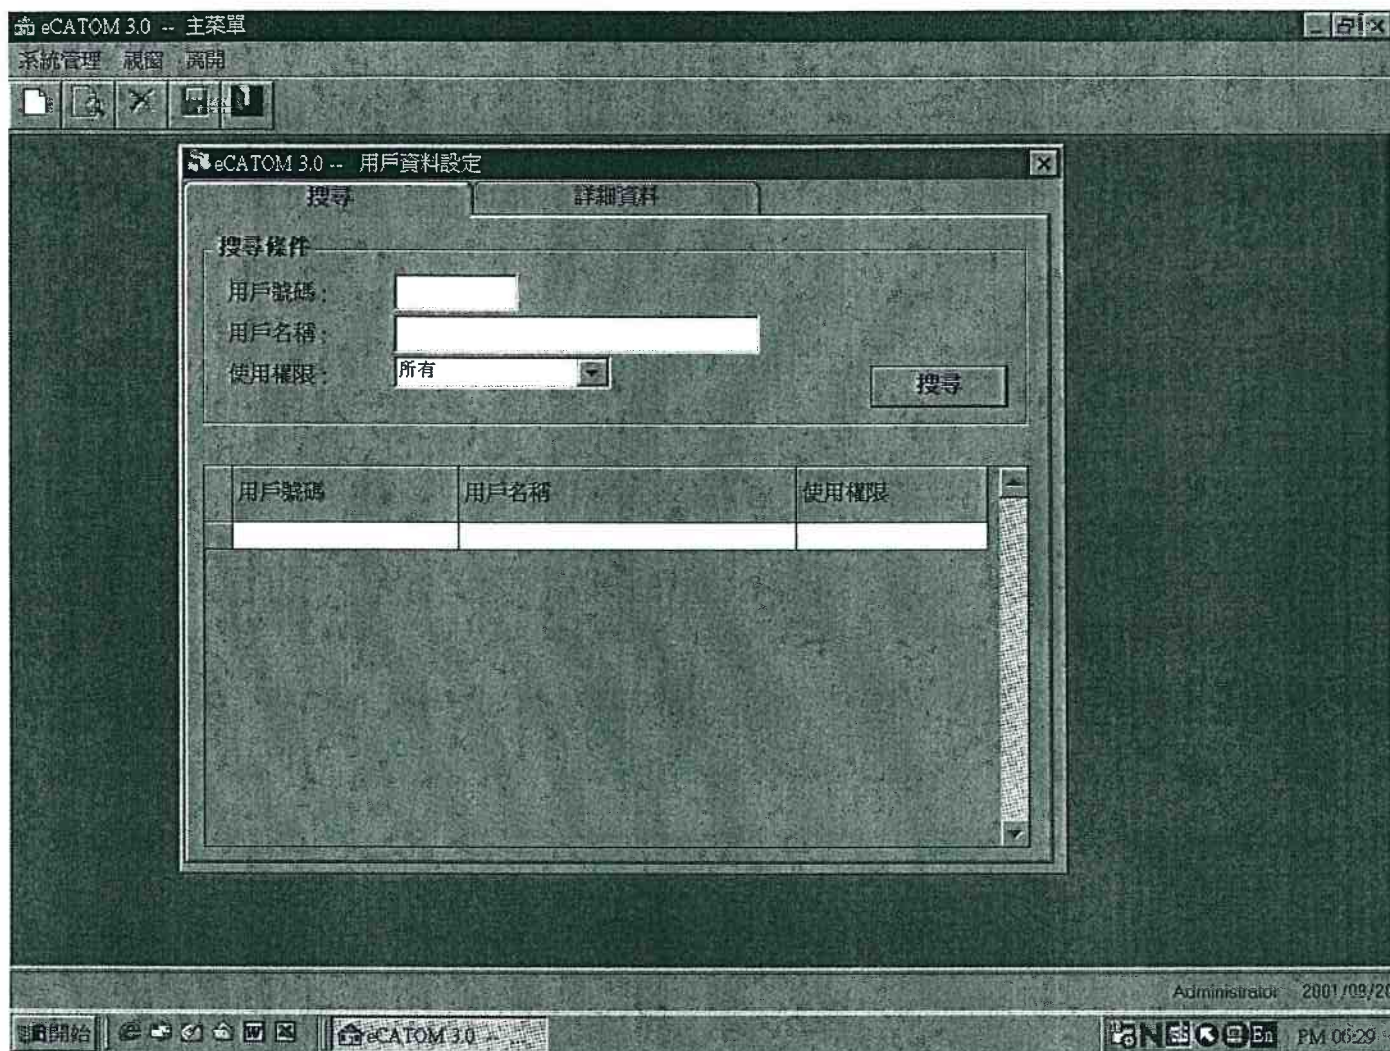 eCATOM 3.0 -- 主菜單
系統管理 視窗 离開
eCATOM 3.0 -- 用戶資料設定
搜尋 詳細資料
搜尋條件
用戶號碼:
用戶名稱:
使用權限: 所有
搜尋
用戶號碼 用戶名稱 使用權限
Administrator 2001/09/20
開始 eCATOM 3.0 -- En PM 06:29